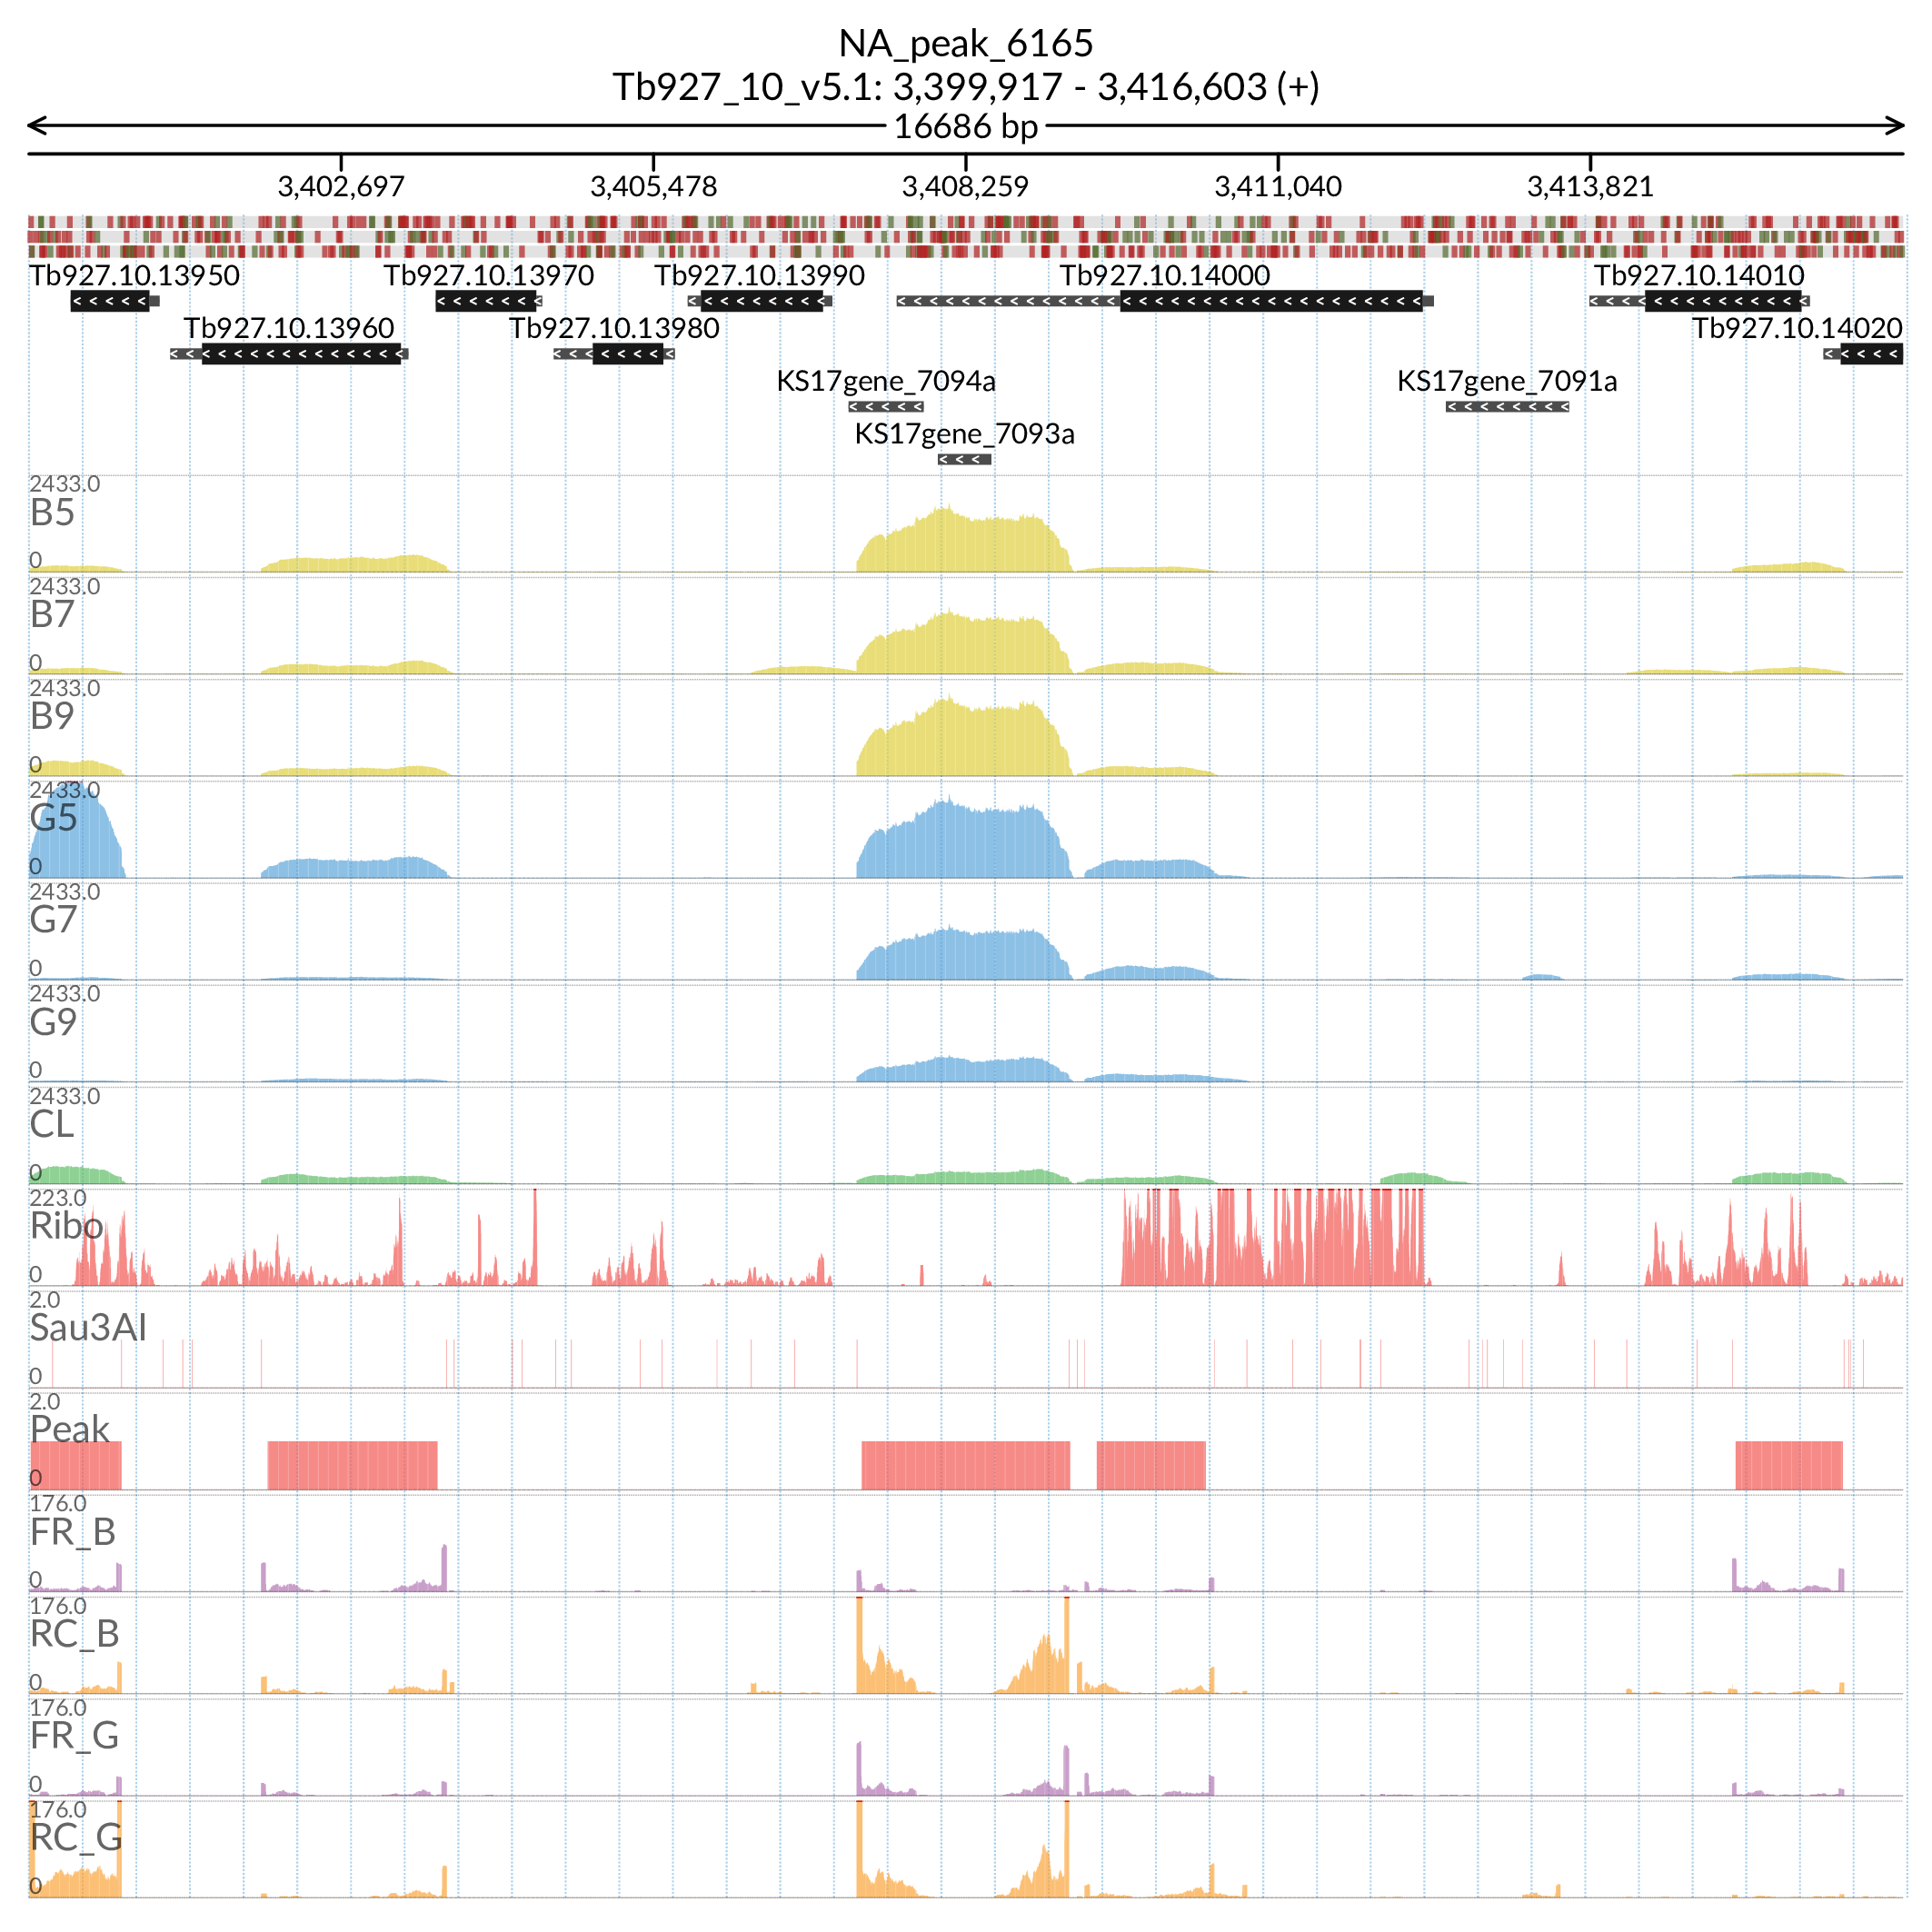 NA_peak_6165
Tb927_10_v5.1: 3,399,917 - 3,416,603 (+)
16686 bp
3,402,697 3,405,478 3,408,259 3,411,040 3,413,821
Tb927.10.13950 Tb927.10.13970 Tb927.10.13990 Tb927.10.14000 Tb927.10.14010
Tb927.10.13960 Tb927.10.13980 Tb927.10.14020
KS17gene_7094a KS17gene_7091a
KS17gene_7093a
2433.0
B5
0
2433.0
B7
0
2433.0
B9
0
2433.0
G5
0
2433.0
G7
0
2433.0
G9
0
2433.0
CL
0
223.0
Ribo
0
2.0
Sau3AI
0
2.0
Peak
0
176.0
FR_B
0
176.0
RC_B
0
176.0
FR_G
0
176.0
RC_G
0